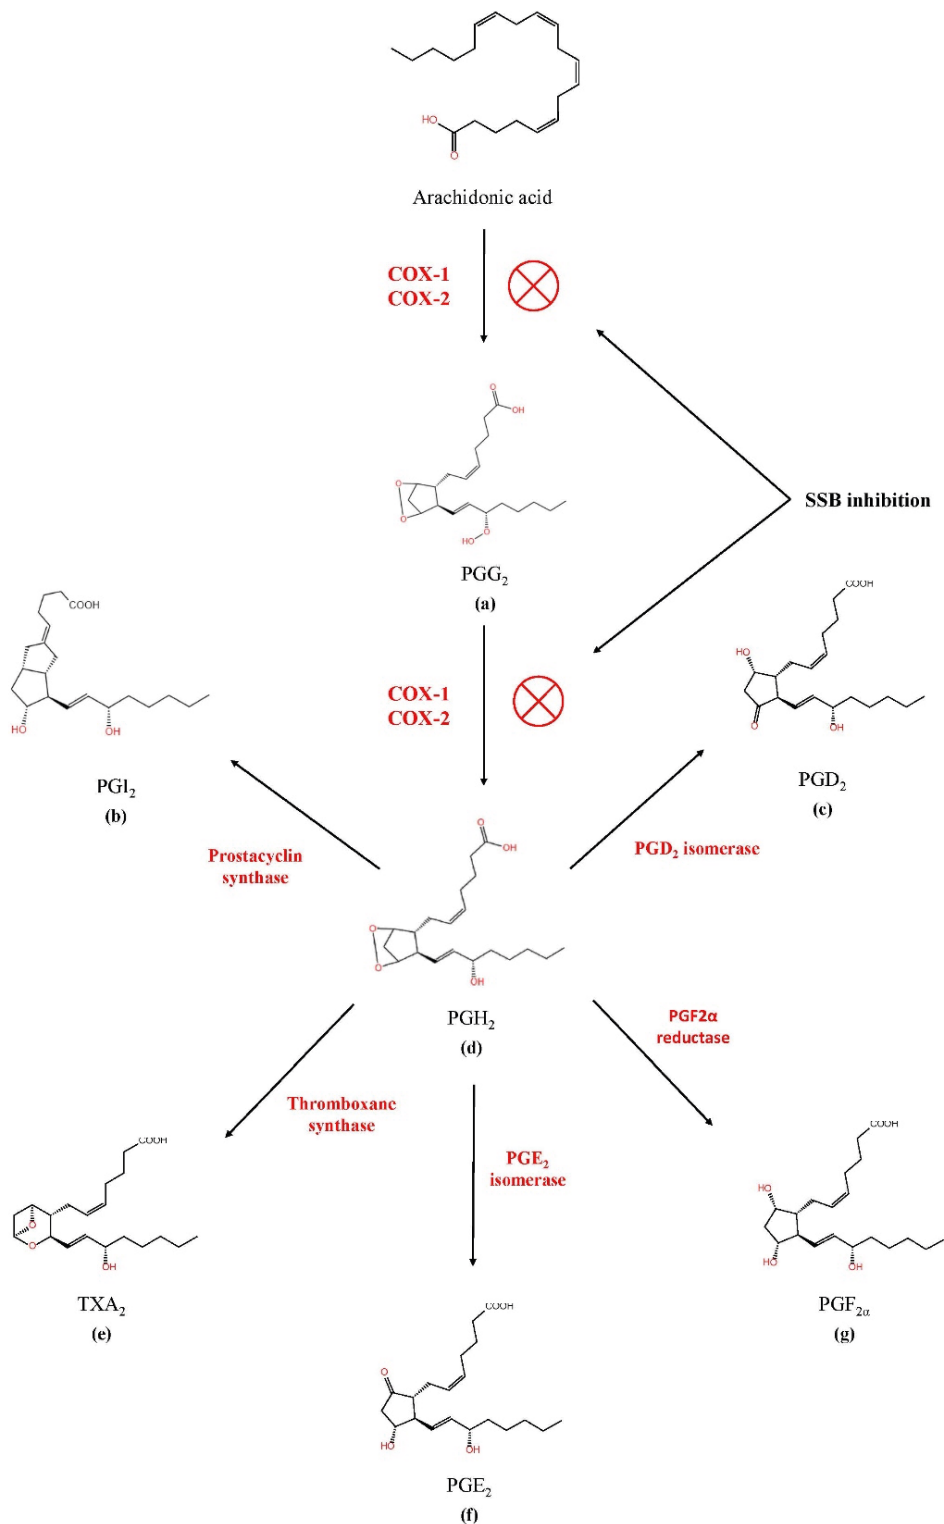 HO
O
Arachidonic acid
COX-1
COX-2
O
OH
O
O
O
HO
PGG₂
(a)
SSB inhibition
COOH
HO
OH
PGI₂
(b)
COX-1
COX-2
COOH
HO
O
OH
PGD₂
(c)
Prostacyclin
synthase
PGD₂ isomerase
O
OH
O
O
OH
PGH₂
(d)
PGF2α
reductase
Thromboxane
synthase
PGE₂
isomerase
COOH
O
O
OH
TXA₂
(e)
COOH
HO
HO
OH
PGF₂α
(g)
COOH
O
HO
OH
PGE₂
(f)